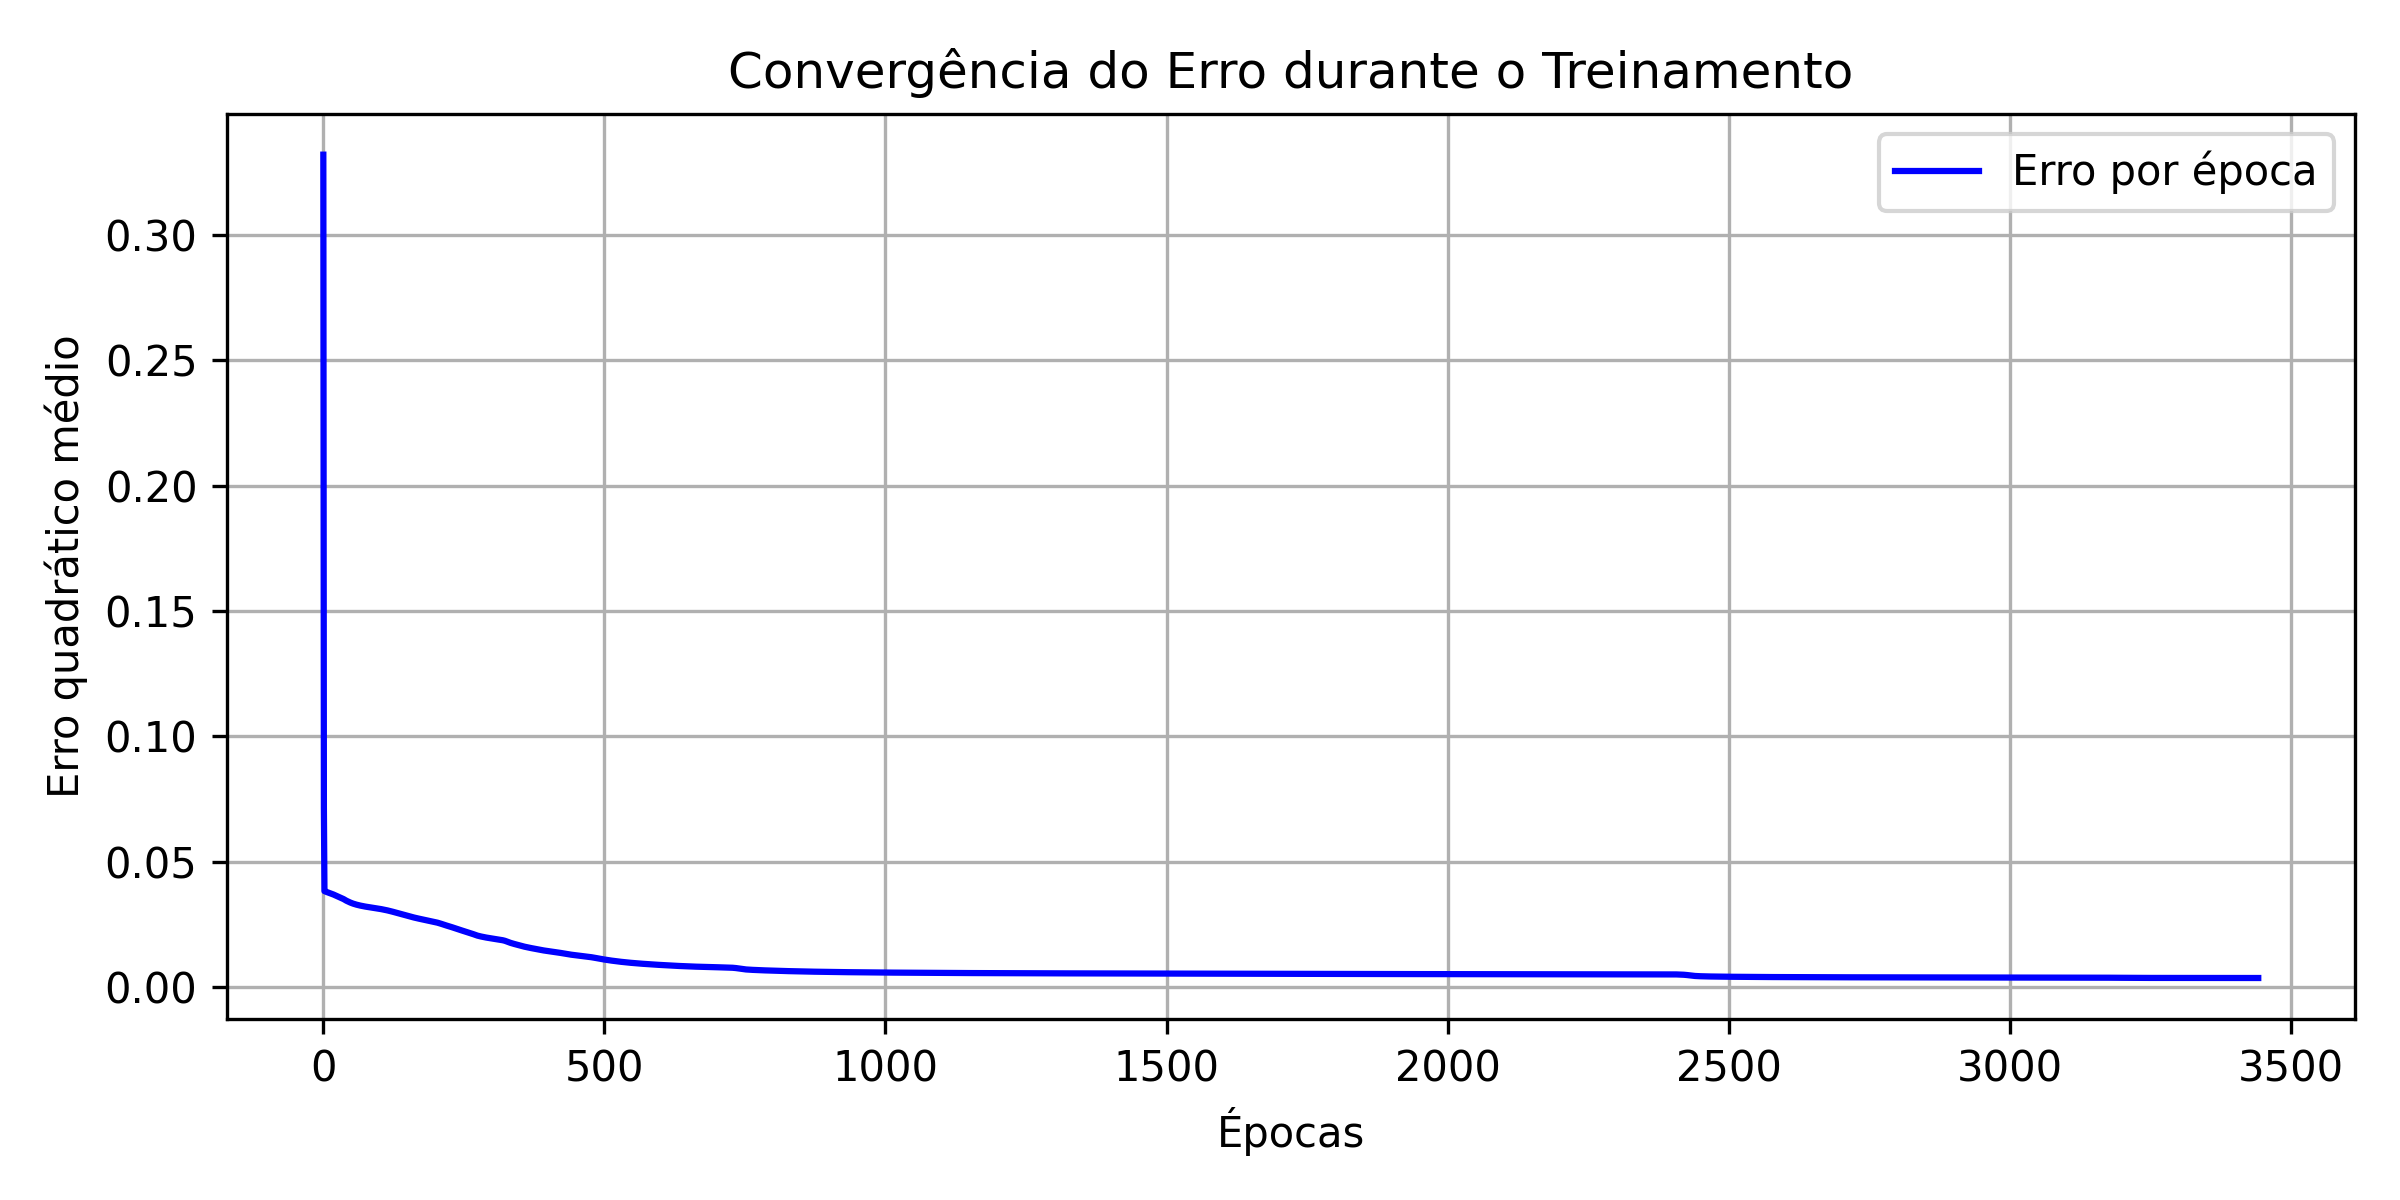 Convergência do Erro durante o Treinamento
Erro por época
Erro quadrático médio
0.30
0.25
0.20
0.15
0.10
0.05
0.00
0 500 1000 1500 2000 2500 3000 3500
Épocas